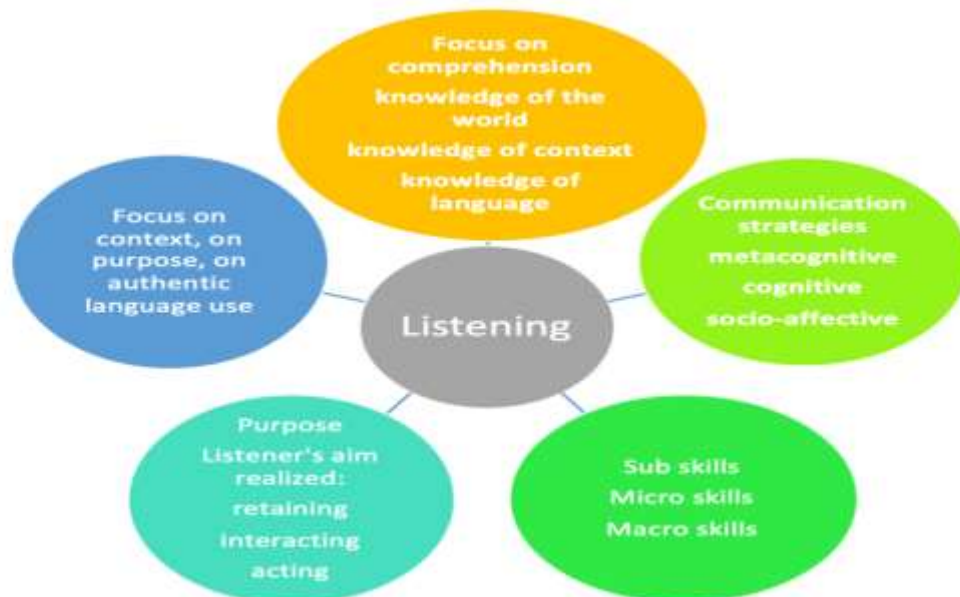 Focus on
comprehension
knowledge of the
world
knowledge of context
knowledge of
language
Communication
strategies
metacognitive
cognitive
socio-affective
Sub skills
Micro skills
Macro skills
Purpose
Listener's aim
realized:
retaining
interacting
acting
Focus on
context, on
purpose, on
authentic
language use
Listening